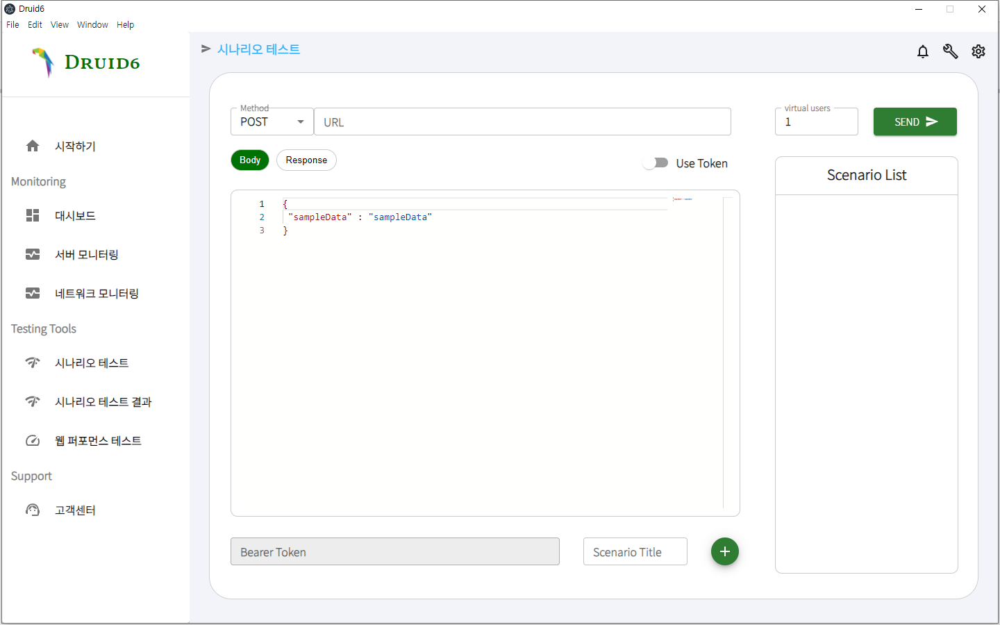 Druid6
File Edit View Window Help
DRUID6
시나리오 테스트
시작하기
Monitoring
대시보드
서버 모니터링
네트워크 모니터링
Testing Tools
시나리오 테스트
시나리오 테스트 결과
웹 퍼포먼스 테스트
Support
고객센터
Method
POST
URL
virtual users
1
SEND
Body
Response
Use Token
Scenario List
1 {
2 "sampleData" : "sampleData"
3 }
Bearer Token
Scenario Title